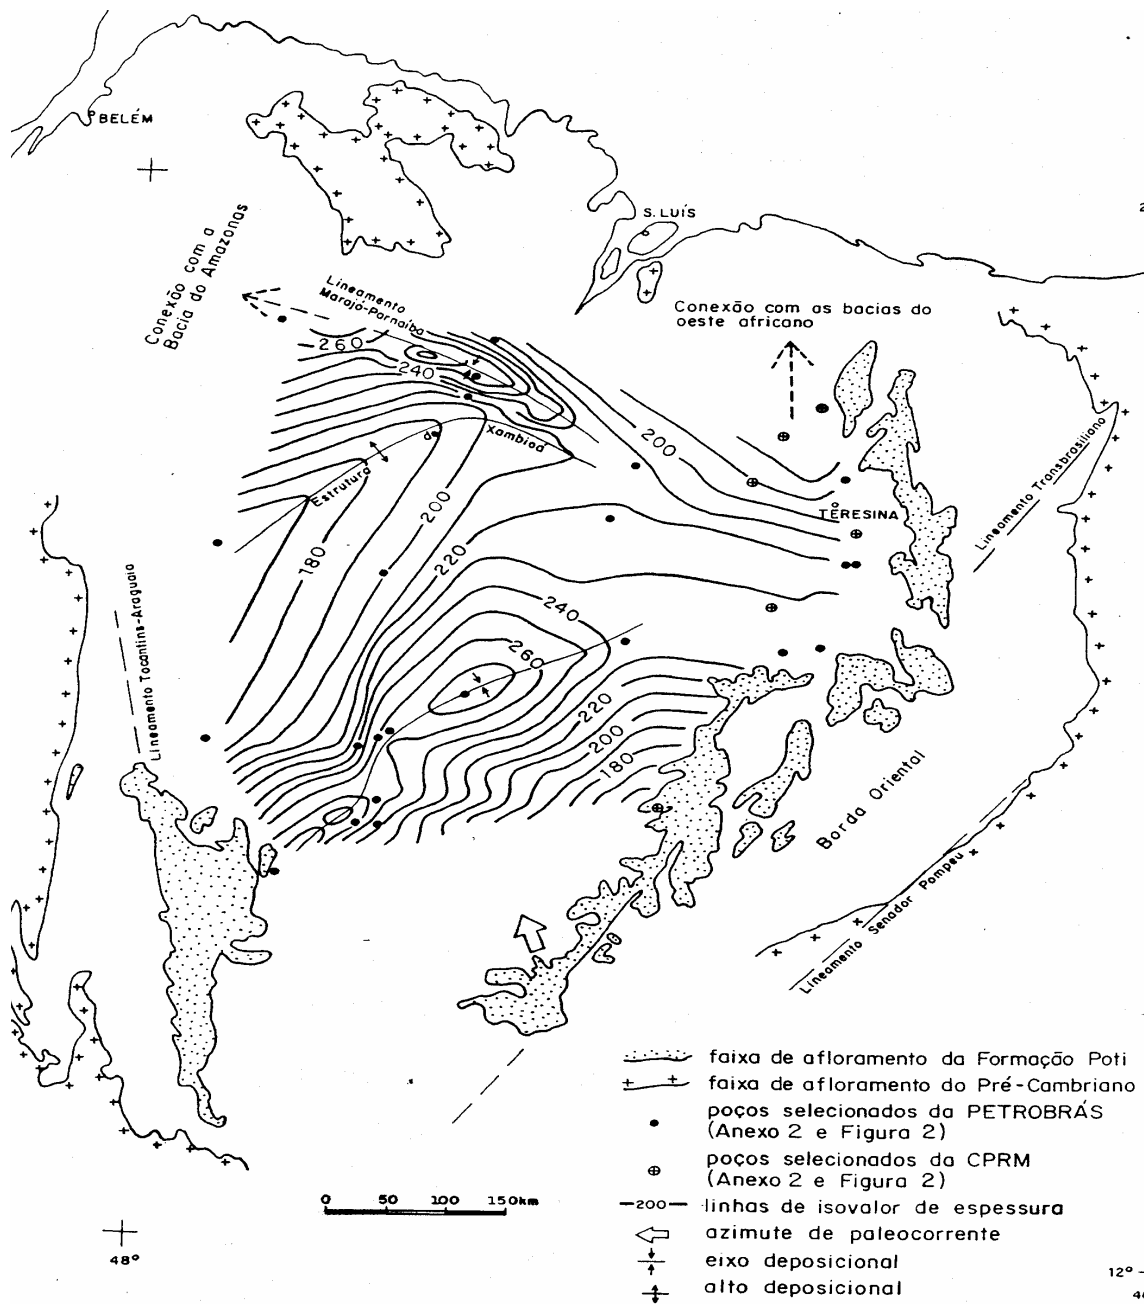 BELÉM
2
S. LUÍS
Conexão com a
Bacia do Amazonas
Lineamento
Marajó-Parnaíba
Conexão com as bacias do
oeste africano
260
240
200
Xambioá
Estrutura
Lineamento Transbrasiliano
TERESINA
200
180
220
240
260
Lineamento Tocantins-Araguaia
220
200
180
Borda Oriental
Lineamento Senador Pompeu
faixa de afloramento da Formação Poti
faixa de afloramento do Pré-Cambriano
poços selecionados da PETROBRÁS
(Anexo 2 e Figura 2)
poços selecionados da CPRM
(Anexo 2 e Figura 2)
-200- linhas de isovalor de espessura
azimute de paleocorrente
eixo deposicional
alto deposicional
0 50 100 150km
48°
12°